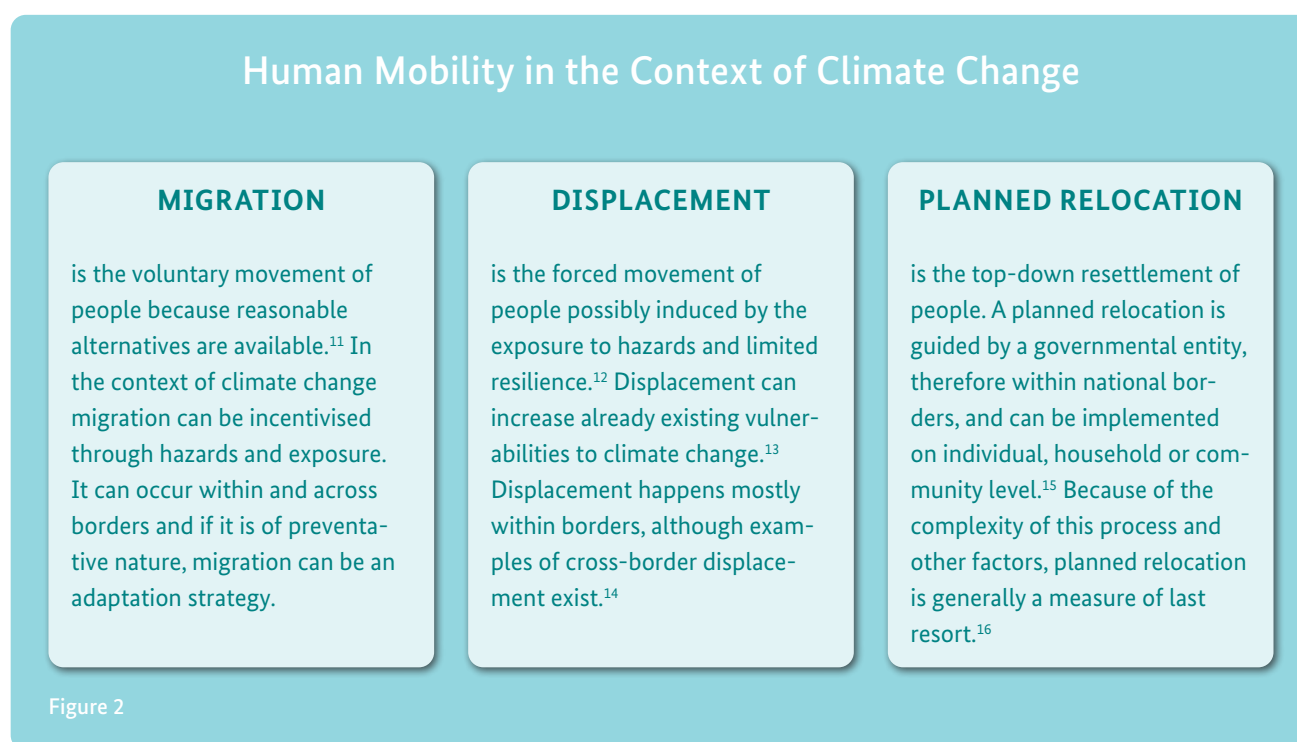 Human Mobility in the Context of Climate Change
MIGRATION
is the voluntary movement of
people because reasonable
alternatives are available.¹¹ In
the context of climate change
migration can be incentivised
through hazards and exposure.
It can occur within and across
borders and if it is of preventa-
tive nature, migration can be an
adaptation strategy.
DISPLACEMENT
is the forced movement of
people possibly induced by the
exposure to hazards and limited
resilience.¹² Displacement can
increase already existing vulner-
abilities to climate change.¹³
Displacement happens mostly
within borders, although exam-
ples of cross-border displace-
ment exist.¹⁴
PLANNED RELOCATION
is the top-down resettlement of
people. A planned relocation is
guided by a governmental entity,
therefore within national bor-
ders, and can be implemented
on individual, household or com-
munity level.¹⁵ Because of the
complexity of this process and
other factors, planned relocation
is generally a measure of last
resort.¹⁶
Figure 2